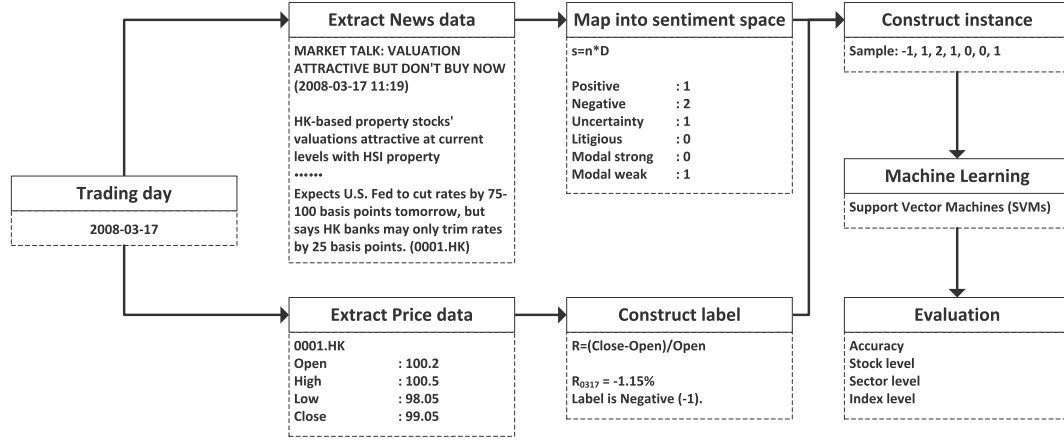 Trading day
2008-03-17
Extract News data
MARKET TALK: VALUATION
ATTRACTIVE BUT DON'T BUY NOW
(2008-03-17 11:19)
HK-based property stocks'
valuations attractive at current
levels with HSI property
••••••
Expects U.S. Fed to cut rates by 75-
100 basis points tomorrow, but
says HK banks may only trim rates
by 25 basis points. (0001.HK)
Map into sentiment space
s=n*D
Positive : 1
Negative : 2
Uncertainty : 1
Litigious : 0
Modal strong : 0
Modal weak : 1
Extract Price data
0001.HK
Open : 100.2
High : 100.5
Low : 98.05
Close : 99.05
Construct label
R=(Close-Open)/Open
R0317 = -1.15%
Label is Negative (-1).
Construct instance
Sample: -1, 1, 2, 1, 0, 0, 1
Machine Learning
Support Vector Machines (SVMs)
Evaluation
Accuracy
Stock level
Sector level
Index level